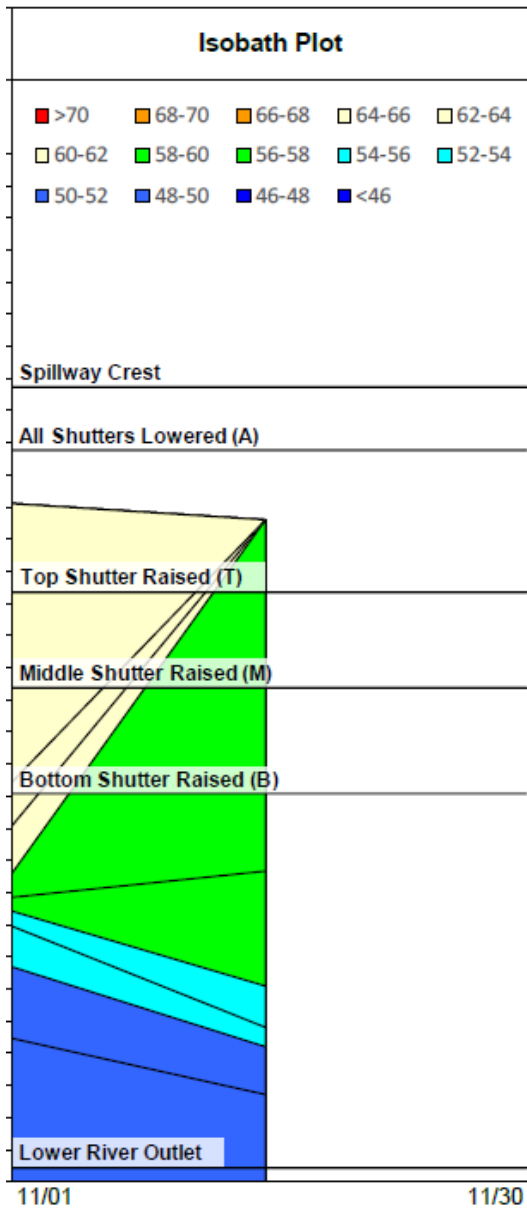 Isobath Plot
>70 68-70 66-68 64-66 62-64
60-62 58-60 56-58 54-56 52-54
50-52 48-50 46-48 <46
Spillway Crest
All Shutters Lowered (A)
Top Shutter Raised (T)
Middle Shutter Raised (M)
Bottom Shutter Raised (B)
Lower River Outlet
11/01 11/30